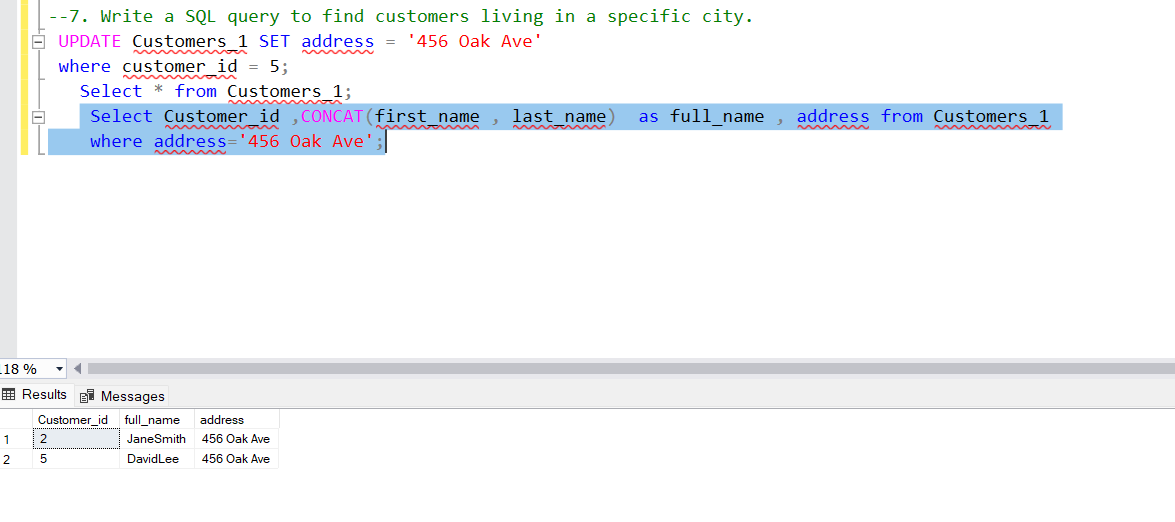 --7. Write a SQL query to find customers living in a specific city.
UPDATE Customers_1 SET address = '456 Oak Ave'
where customer_id = 5;
Select * from Customers_1;
Select Customer_id ,CONCAT(first_name , last_name)  as full_name , address from Customers_1
where address='456 Oak Ave';
118 %
Results Messages
Customer_id full_name address
1 2 JaneSmith 456 Oak Ave
2 5 DavidLee 456 Oak Ave